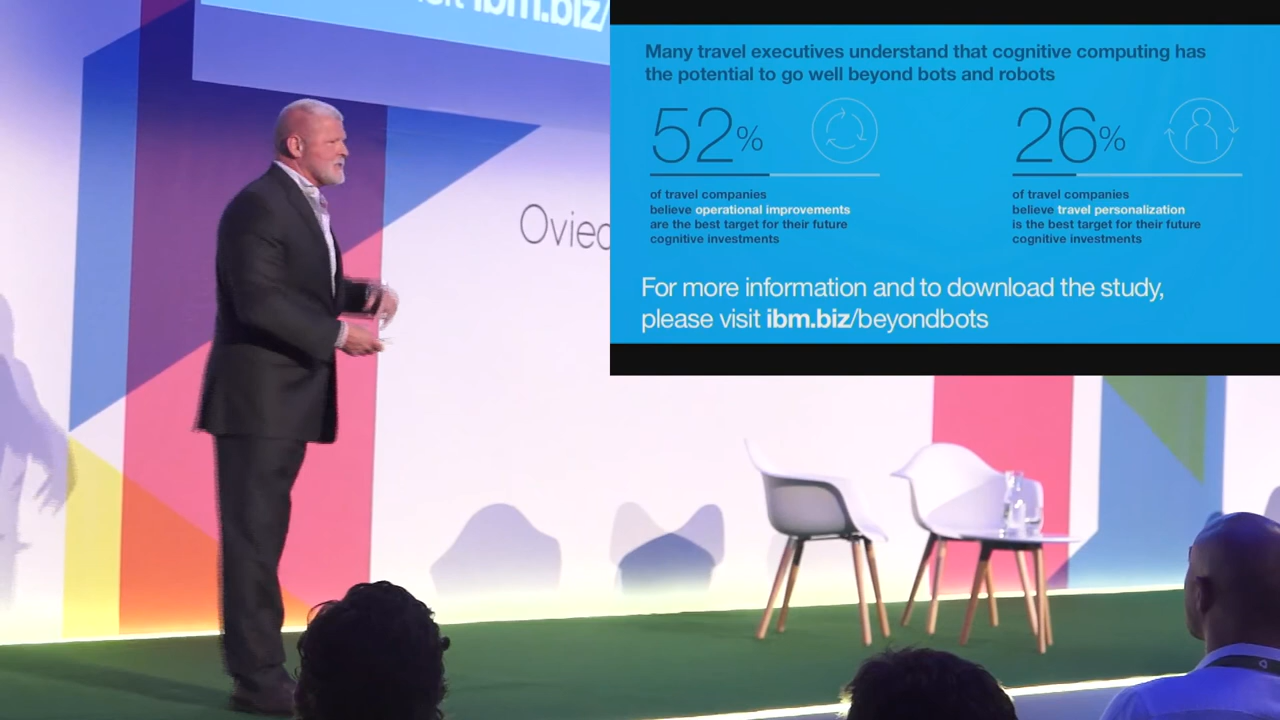 ibm.biz/
Many travel executives understand that cognitive computing has
the potential to go well beyond bots and robots
52%
of travel companies
believe operational improvements
are the best target for their future
cognitive investments
26%
of travel companies
believe travel personalization
is the best target for their future
cognitive investments
For more information and to download the study,
please visit ibm.biz/beyondbots